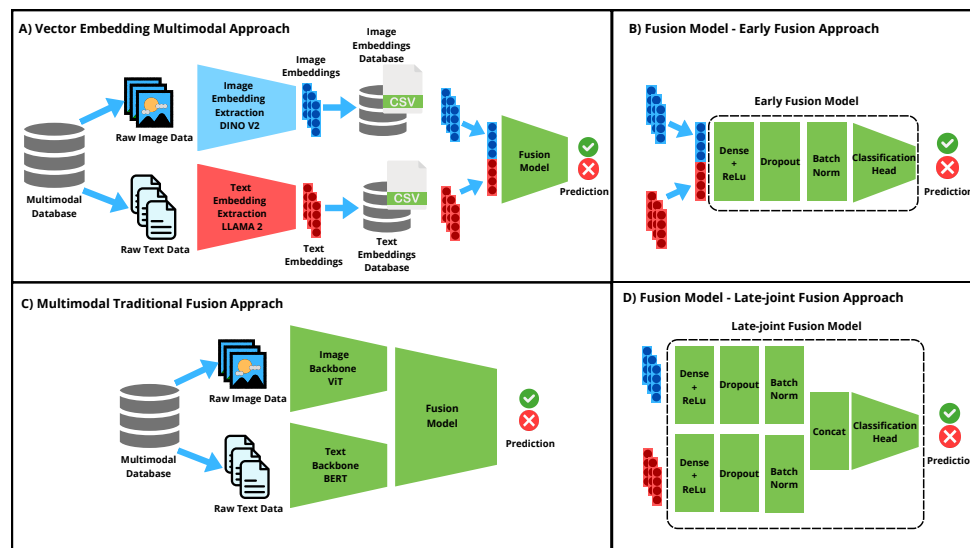 A) Vector Embedding Multimodal Approach
Image
Embeddings
Database
Image
Embeddings
Image
Embedding
Extraction
DINO V2
CSV
Raw Image Data
Multimodal
Database
Fusion
Model
Prediction
Text
Embedding
Extraction
LLAMA 2
CSV
Raw Text Data
Text
Embeddings
Text
Embeddings
Database
B) Fusion Model - Early Fusion Approach
Early Fusion Model
Dense
+
ReLu
Dropout
Batch
Norm
Classification
Head
Prediction
C) Multimodal Traditional Fusion Apprach
Raw Image Data
Image
Backbone
ViT
Multimodal
Database
Fusion
Model
Prediction
Text
Backbone
BERT
Raw Text Data
D) Fusion Model - Late-joint Fusion Approach
Late-joint Fusion Model
Dense
+
ReLu
Dropout
Batch
Norm
Concat
Classification
Head
Prediction
Dense
+
ReLu
Dropout
Batch
Norm